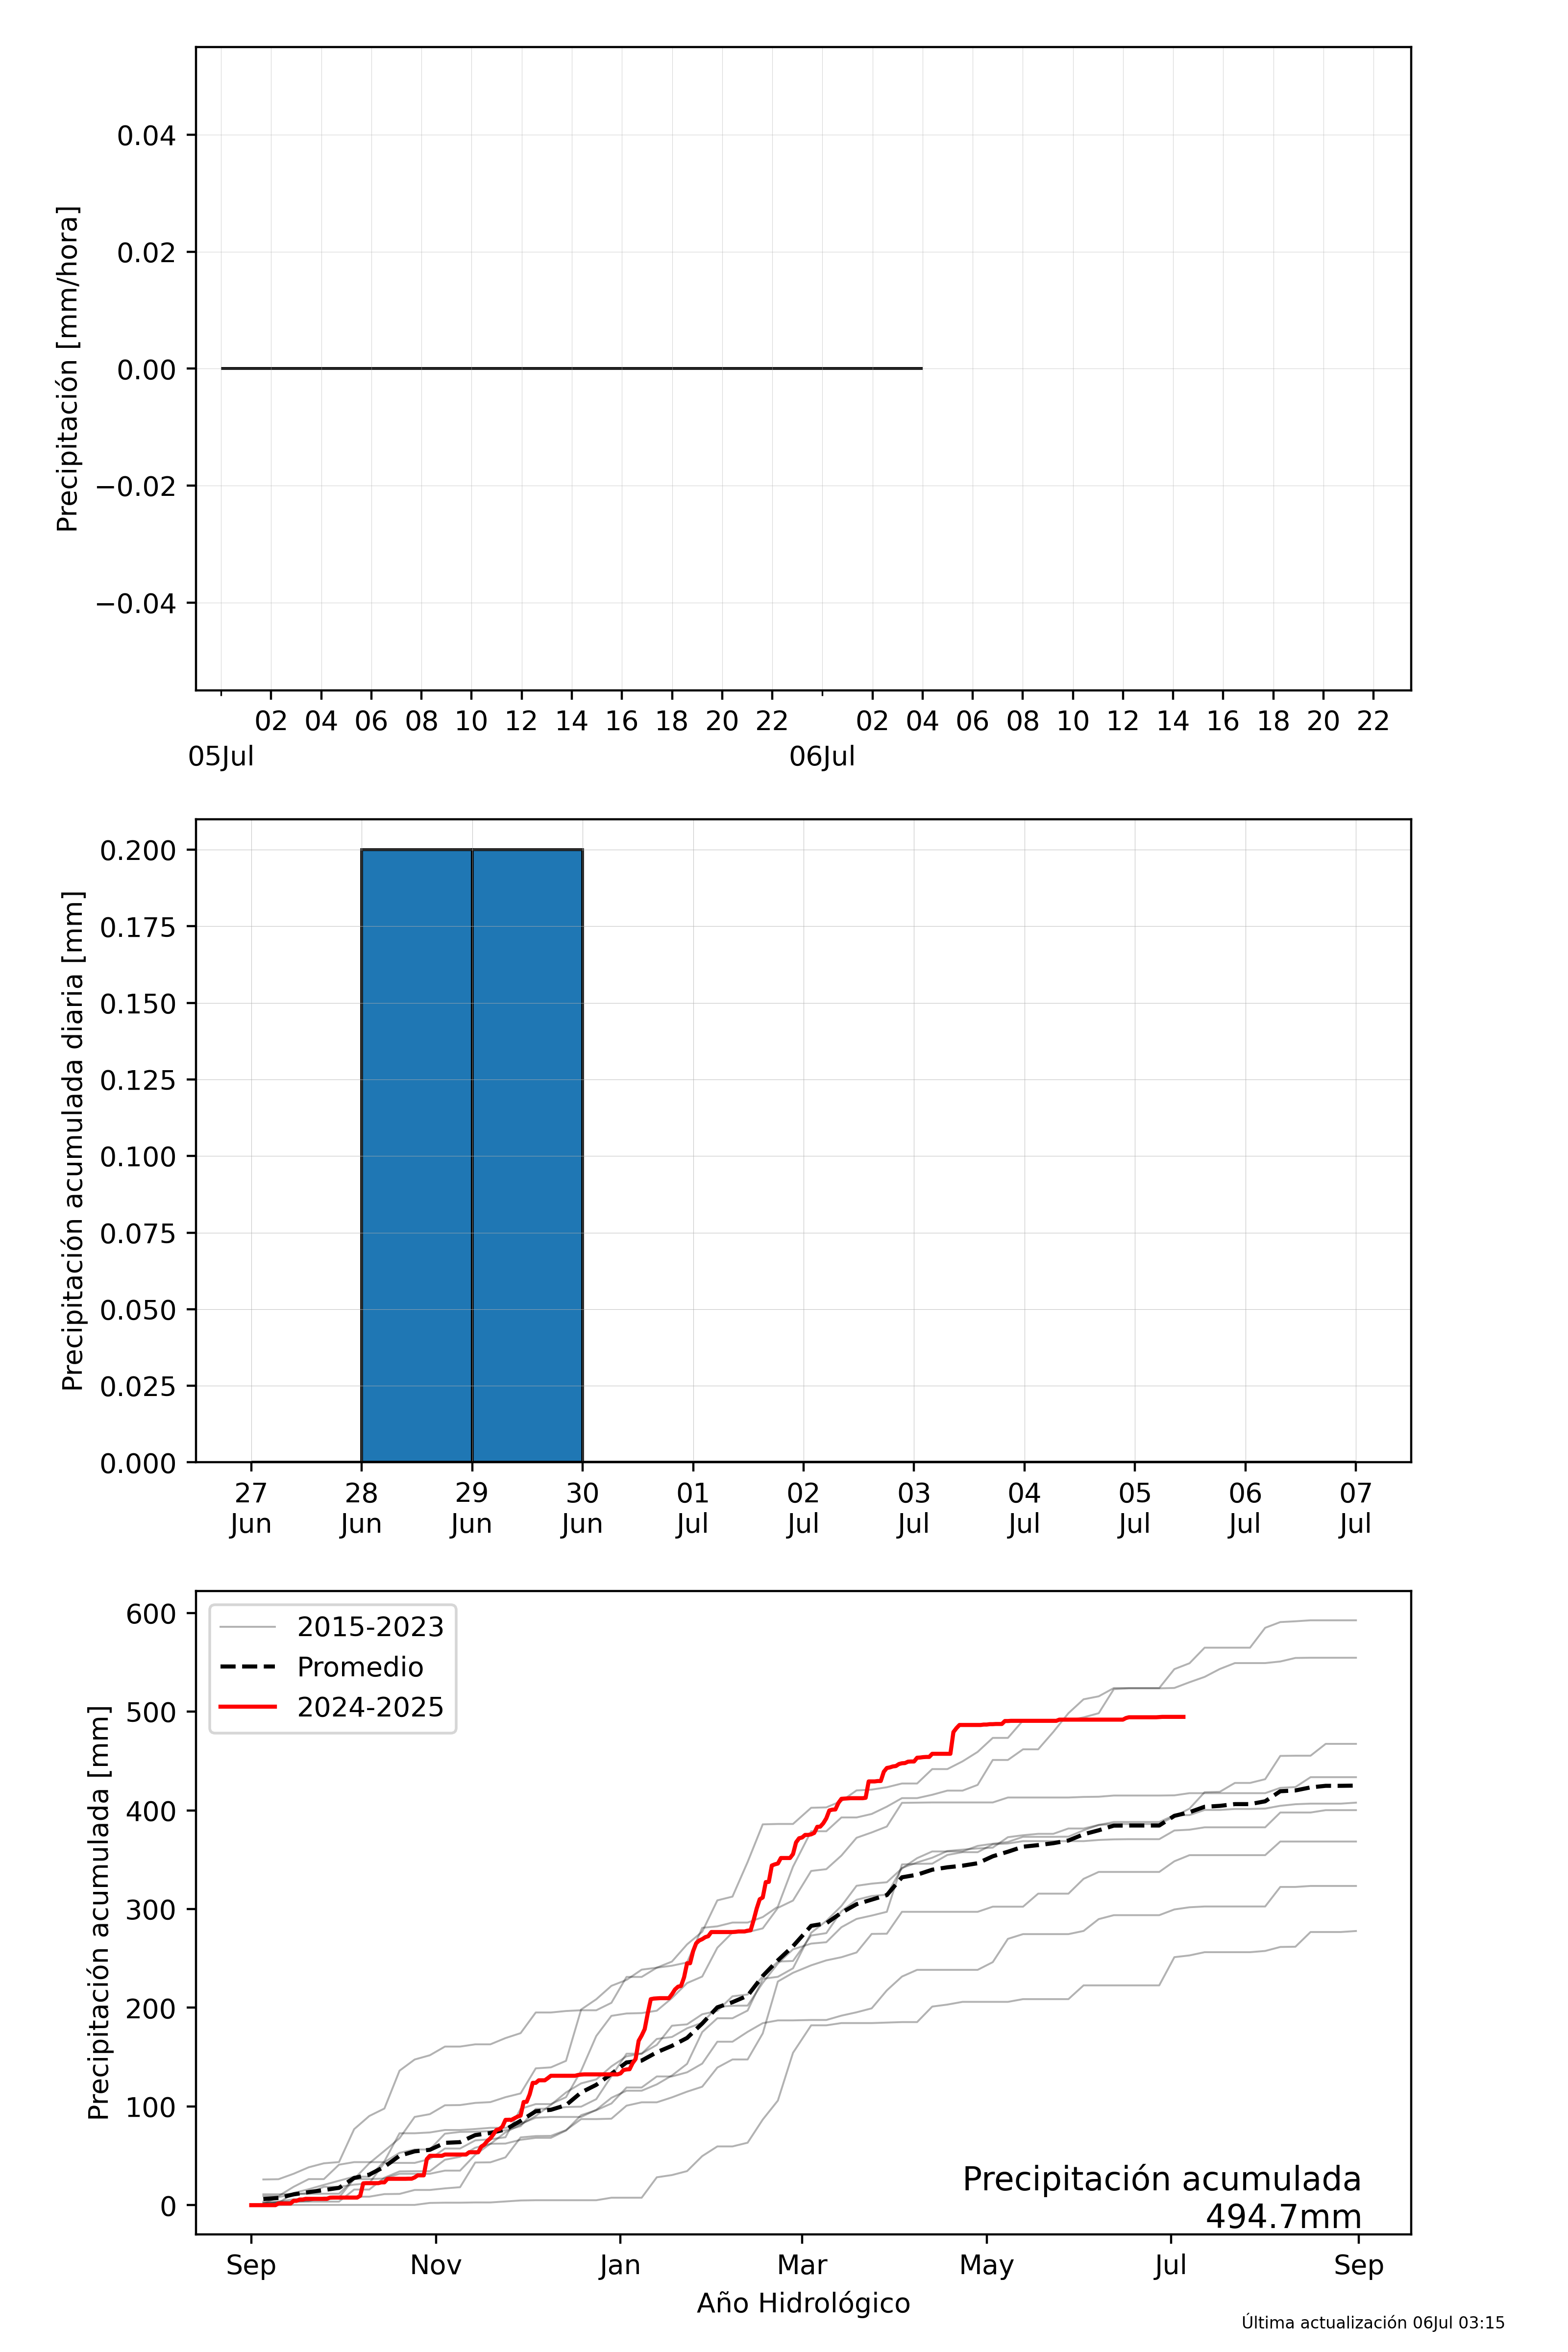 Precipitación [mm/hora]
0.04
0.02
0.00
−0.02
−0.04
02 04 06 08 10 12 14 16 18 20 22 02 04 06 08 10 12 14 16 18 20 22
05Jul 06Jul
Precipitación acumulada diaria [mm]
0.200
0.175
0.150
0.125
0.100
0.075
0.050
0.025
0.000
27 28 29 30 01 02 03 04 05 06 07
Jun Jun Jun Jun Jul Jul Jul Jul Jul Jul Jul
Precipitación acumulada [mm]
600
500
400
300
200
100
0
2015-2023
Promedio
2024-2025
Precipitación acumulada
494.7mm
Sep Nov Jan Mar May Jul Sep
Año Hidrológico
Última actualización 06Jul 03:15